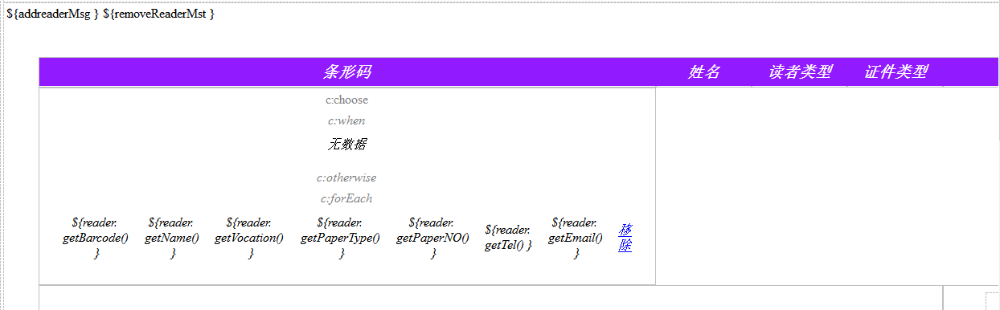 ${addreaderMsg } ${removeReaderMst }
条形码 姓名 读者类型 证件类型
c:choose
c:when
无数据
c:otherwise
c:forEach
${reader. ${reader. ${reader. ${reader. ${reader. ${reader. ${reader. 移
getBarcode() getName() getVocation() getPaperType() getPaperNO() getTel() } getEmail() 除
} } } } } }